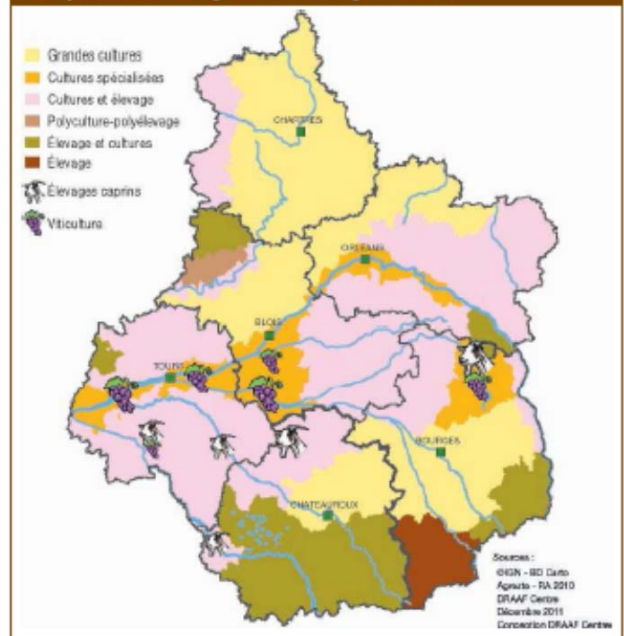 Grandes cultures
Cultures spécialisées
Cultures et élevage
Polyculture-polyélevage
Élevage et cultures
Élevage
Élevages caprins
Viticulture
CHARTRES
ORLEANS
BLOIS
TOURS
BOURGES
CHATEAUROUX
Sources :
©IGN - BD Carto
Agreste - RA 2010
DRAAF Centre
Décembre 2011
Conception DRAAF Centre